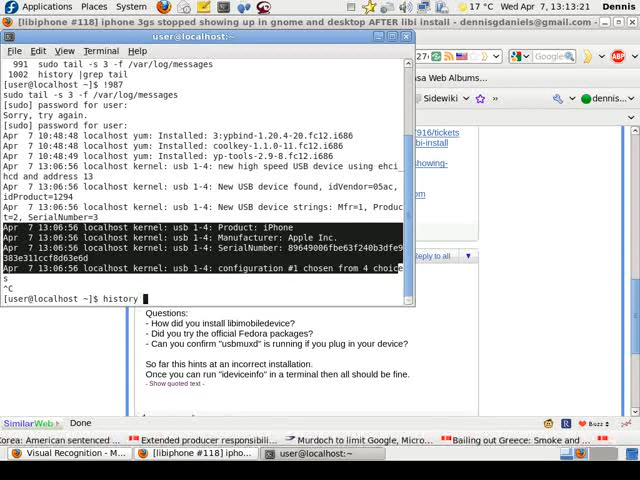 Applications Places System
17 °C Wed Apr 7, 13:13:21 Dennis
[libiphone #118] iphone 3gs stopped showing up in gnome and desktop AFTER libi install - dennisgdaniels@gmail.com -
user@localhost:~
File Edit View Terminal Help
991 sudo tail -s 3 -f /var/log/messages
1002 history |grep tail
[user@localhost ~]$ !987
sudo tail -s 3 -f /var/log/messages
[sudo] password for user:
Sorry, try again.
[sudo] password for user:
Apr 7 10:48:48 localhost yum: Installed: 3:ypbind-1.20.4-20.fc12.i686
Apr 7 10:48:48 localhost yum: Installed: coolkey-1.1.0-11.fc12.i686
Apr 7 10:48:49 localhost yum: Installed: yp-tools-2.9-8.fc12.i686
Apr 7 13:06:56 localhost kernel: usb 1-4: new high speed USB device using ehci_
hcd and address 13
Apr 7 13:06:56 localhost kernel: usb 1-4: New USB device found, idVendor=05ac,
idProduct=1294
Apr 7 13:06:56 localhost kernel: usb 1-4: New USB device strings: Mfr=1, Produc
t=2, SerialNumber=3
Apr 7 13:06:56 localhost kernel: usb 1-4: Product: iPhone
Apr 7 13:06:56 localhost kernel: usb 1-4: Manufacturer: Apple Inc.
Apr 7 13:06:56 localhost kernel: usb 1-4: SerialNumber: 89649006fbe63f240b3dfe9
383e311ccf8d63e6d
Apr 7 13:06:56 localhost kernel: usb 1-4: configuration #1 chosen from 4 choice
s
^C
[user@localhost ~]$ history
Google
ABP
sa Web Albums...
Sidewiki
dennis...
7916/tickets
bi-install
showing-
om
Reply to all
Questions:
- How did you install libimobiledevice?
- Did you try the official Fedora packages?
- Can you confirm "usbmuxd" is running if you plug in your device?
So far this hints at an incorrect installation.
Once you can run "ideviceinfo" in a terminal then all should be fine.
- Show quoted text -
SimilarWeb Done
Buzz
Korea: American sentenced ... Extended producer responsibili... Murdoch to limit Google, Micro... Bailing out Greece: Smoke and ...
Visual Recognition - M... [libiphone #118] ipho... user@localhost:~